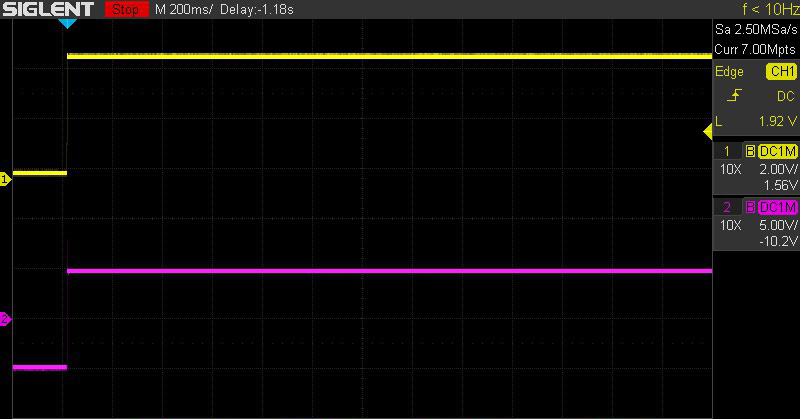 SIGLENT Stop M 200ms/ Delay:-1.18s f < 10Hz
Sa 2.50MSa/s
Curr 7.00Mpts
Edge CH1
DC
L 1.92 V
1 B DC1M
10X 2.00V/
1.56V
2 B DC1M
10X 5.00V/
-10.2V
1
2